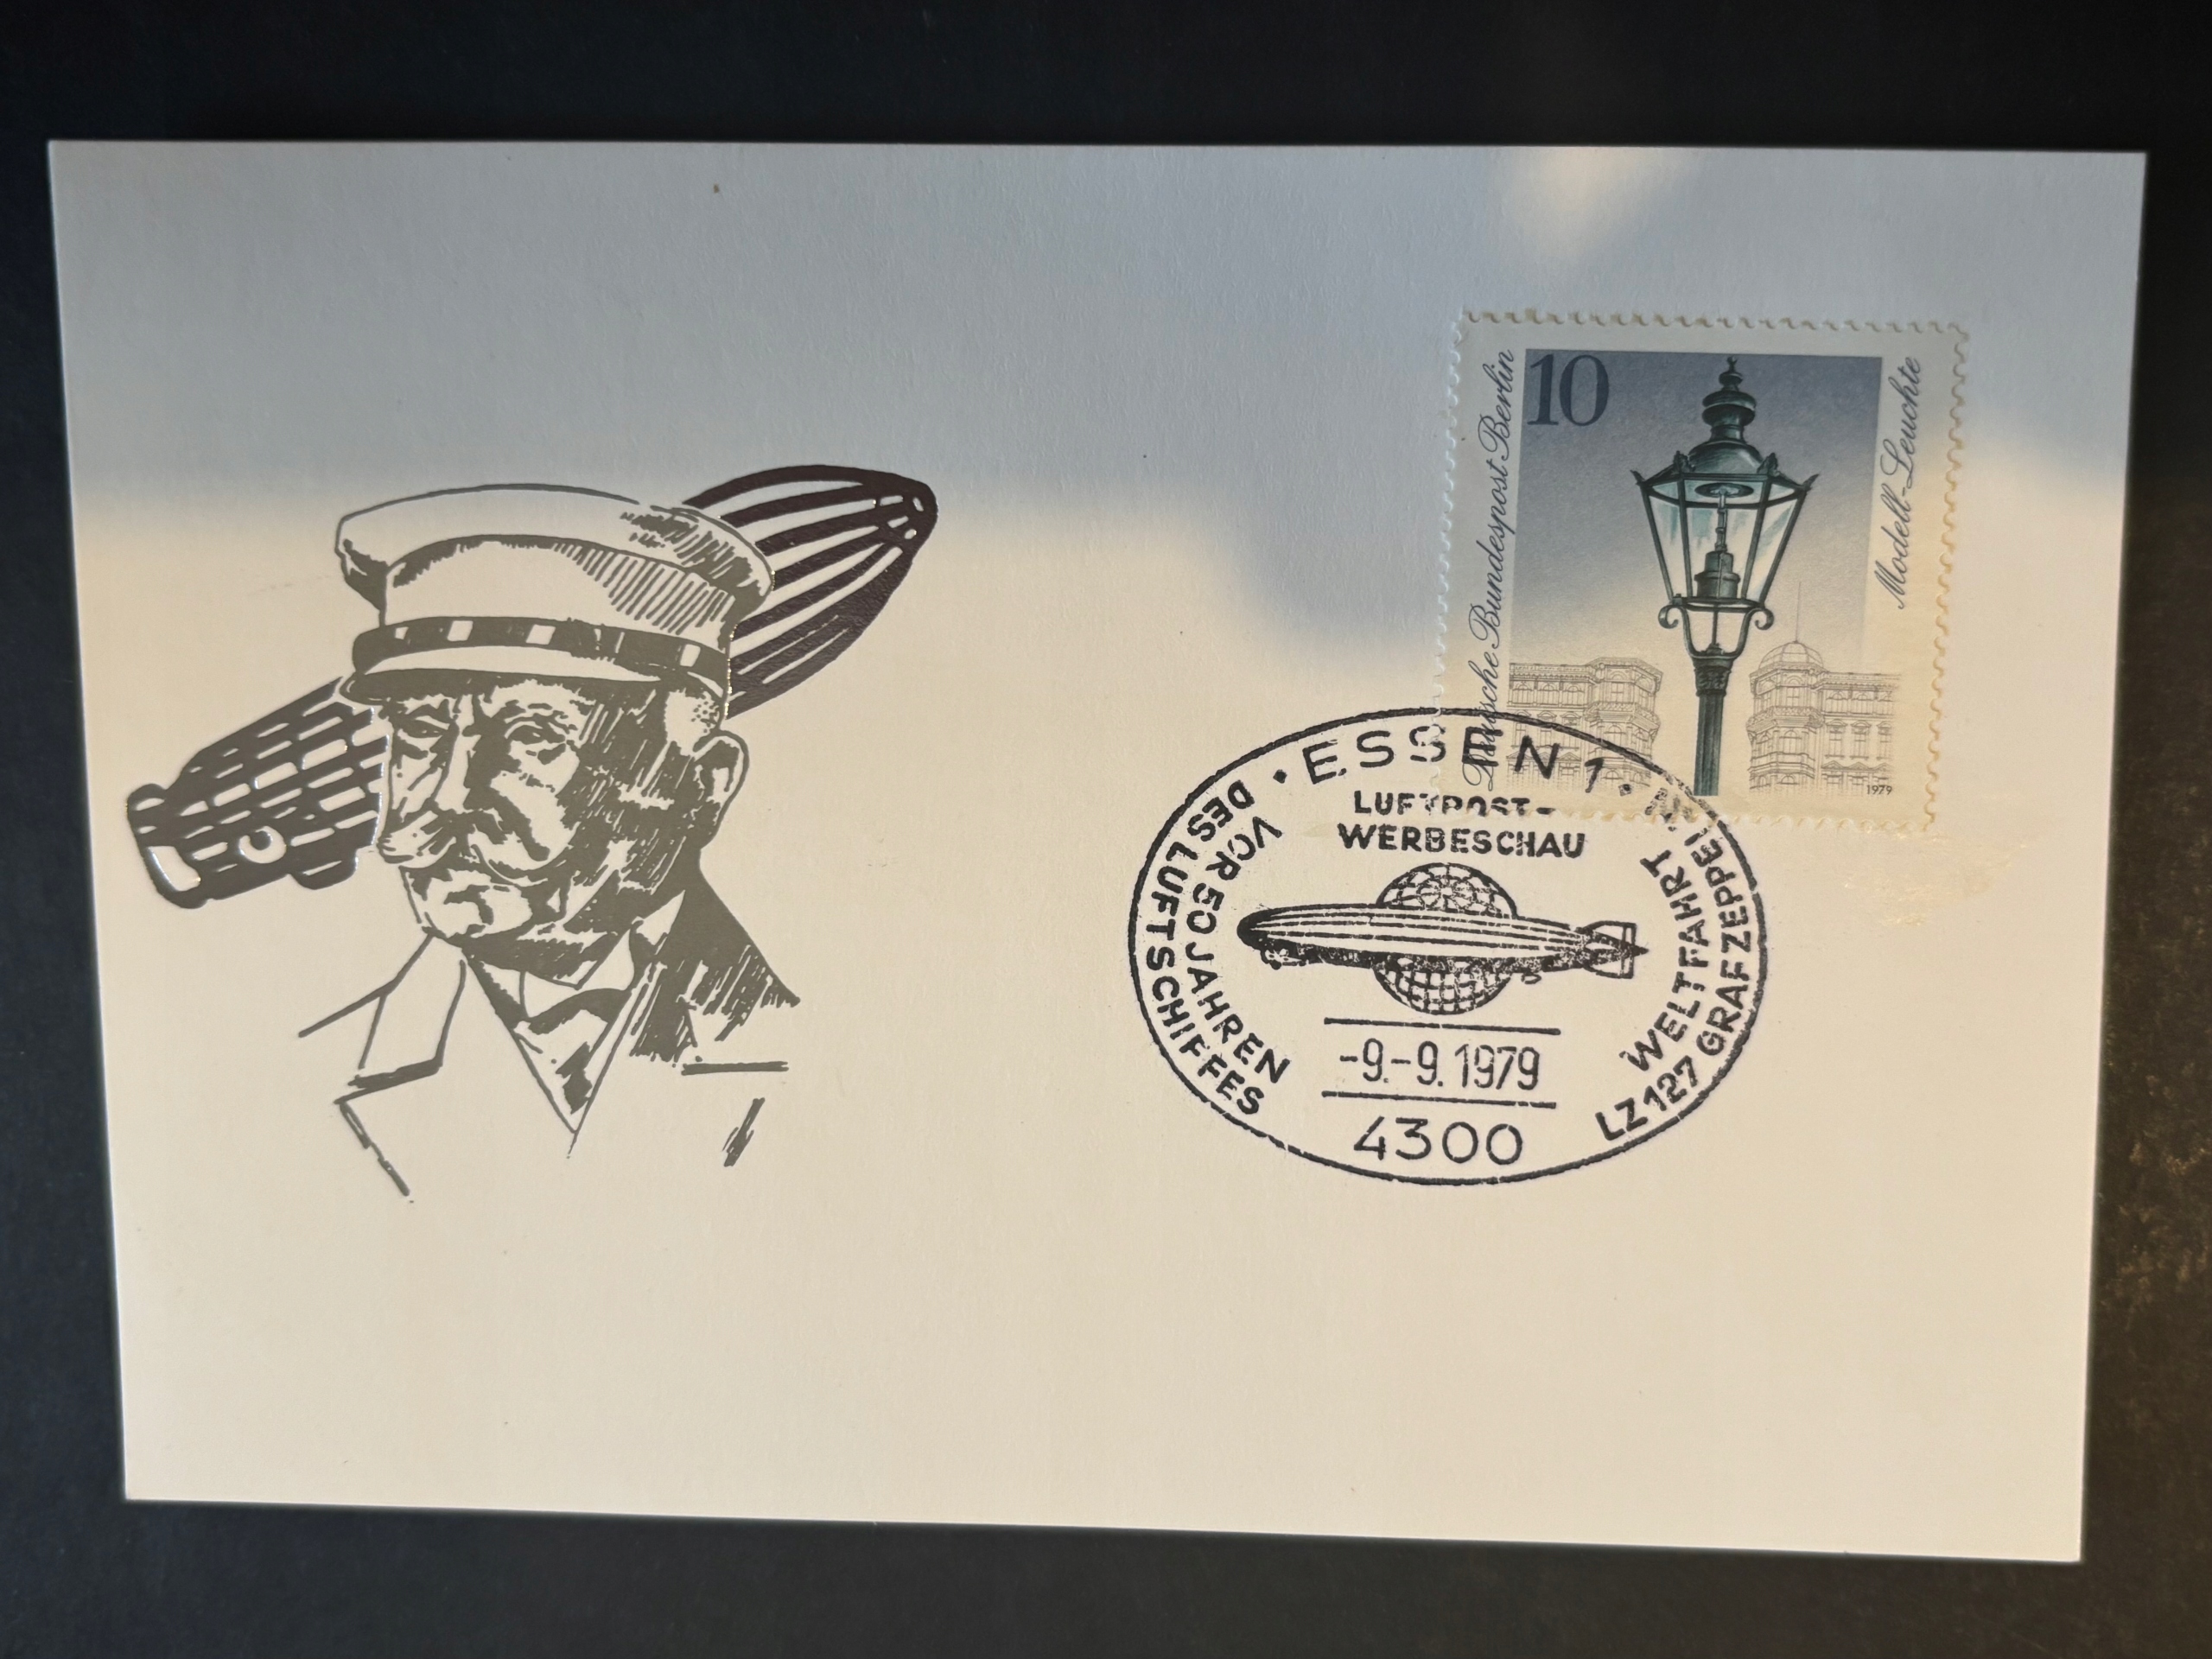 10
Deutsche Bundespost Berlin
Modell-Leuchte
1979
• ESSEN 1 •
LUFTPOST-
WERBESCHAU
VOR 50 JAHREN
WELTFAHRT
DES LUFTSCHIFFES
LZ 127 GRAF ZEPPELIN
-9.-9.1979
4300